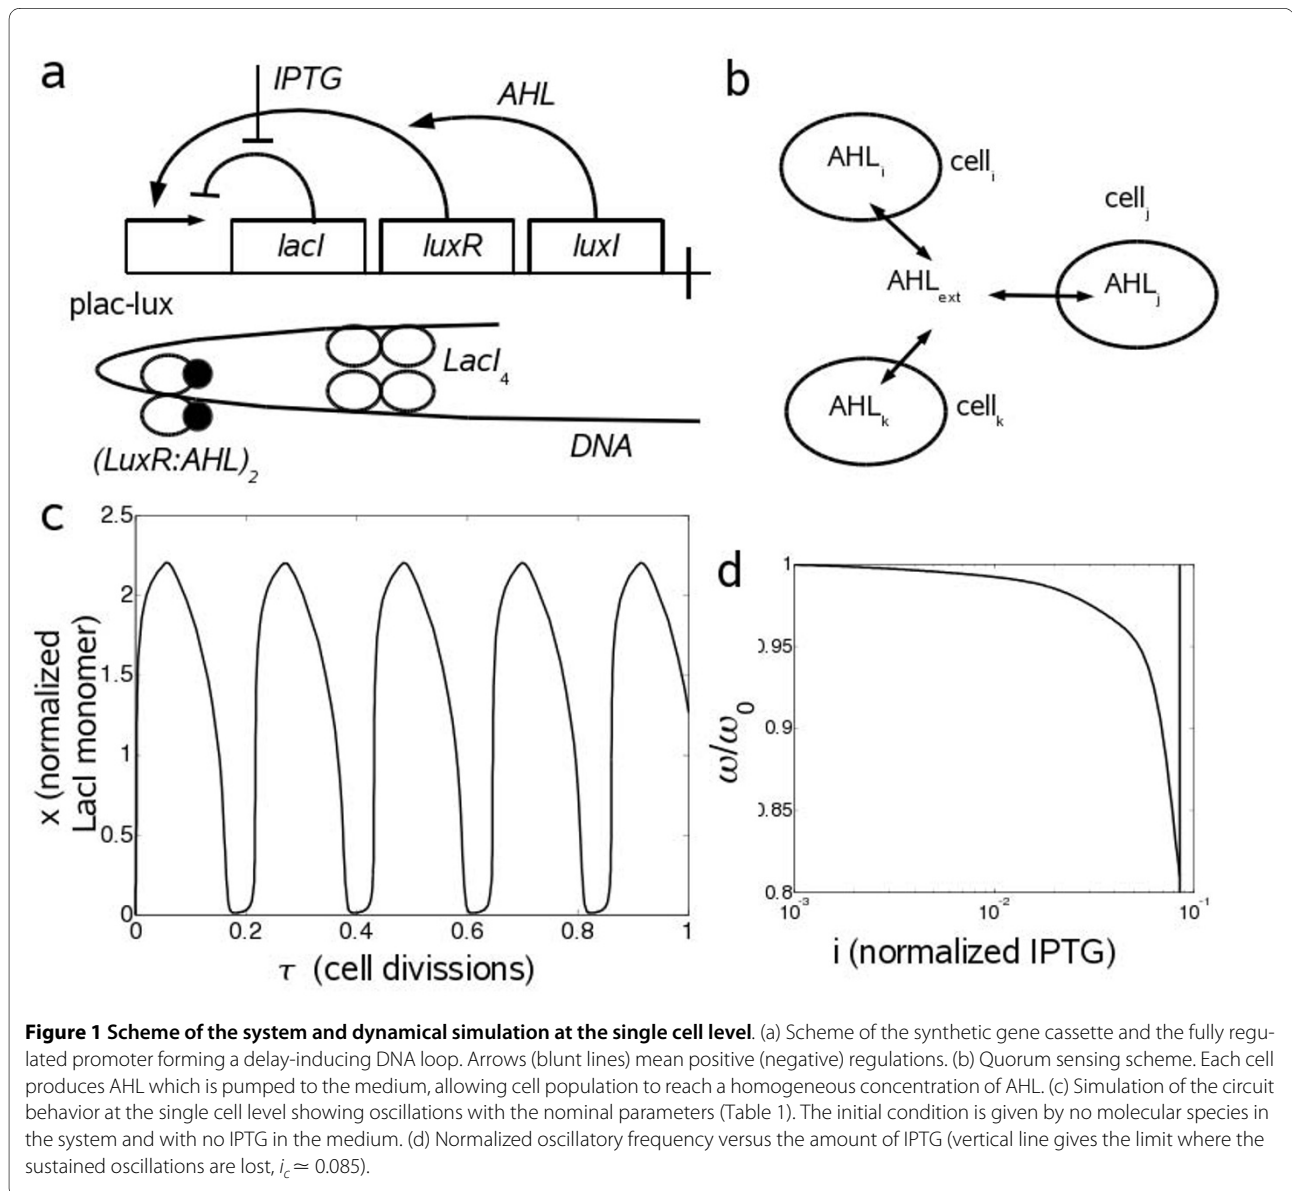 a
IPTG
AHL
lacI
luxR
luxI
plac-lux
LacI4
(LuxR:AHL)2
DNA
b
AHLi
celli
cellj
AHLext
AHLj
AHLk
cellk
c
2.5
2
1.5
1
0.5
0
x (normalized
LacI monomer)
0 0.2 0.4 0.6 0.8 1
τ (cell divissions)
d
1
0.95
0.9
0.85
0.8
ω/ω0
10-3 10-2 10-1
i (normalized IPTG)
Figure 1 Scheme of the system and dynamical simulation at the single cell level. (a) Scheme of the synthetic gene cassette and the fully regu-
lated promoter forming a delay-inducing DNA loop. Arrows (blunt lines) mean positive (negative) regulations. (b) Quorum sensing scheme. Each cell
produces AHL which is pumped to the medium, allowing cell population to reach a homogeneous concentration of AHL. (c) Simulation of the circuit
behavior at the single cell level showing oscillations with the nominal parameters (Table 1). The initial condition is given by no molecular species in
the system and with no IPTG in the medium. (d) Normalized oscillatory frequency versus the amount of IPTG (vertical line gives the limit where the
sustained oscillations are lost, ic ≃ 0.085).